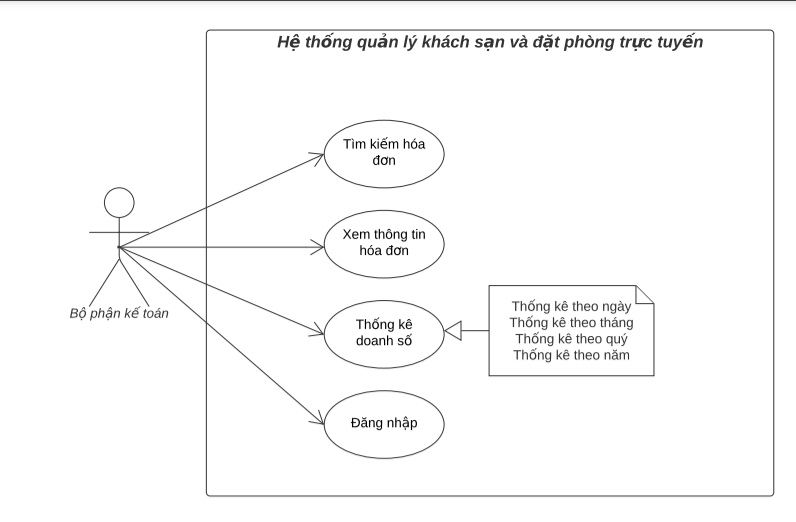 Hệ thống quản lý khách sạn và đặt phòng trực tuyến
Tìm kiếm hóa
đơn
Xem thông tin
hóa đơn
Thống kê
doanh số
Thống kê theo ngày
Thống kê theo tháng
Thống kê theo quý
Thống kê theo năm
Đăng nhập
Bộ phận kế toán